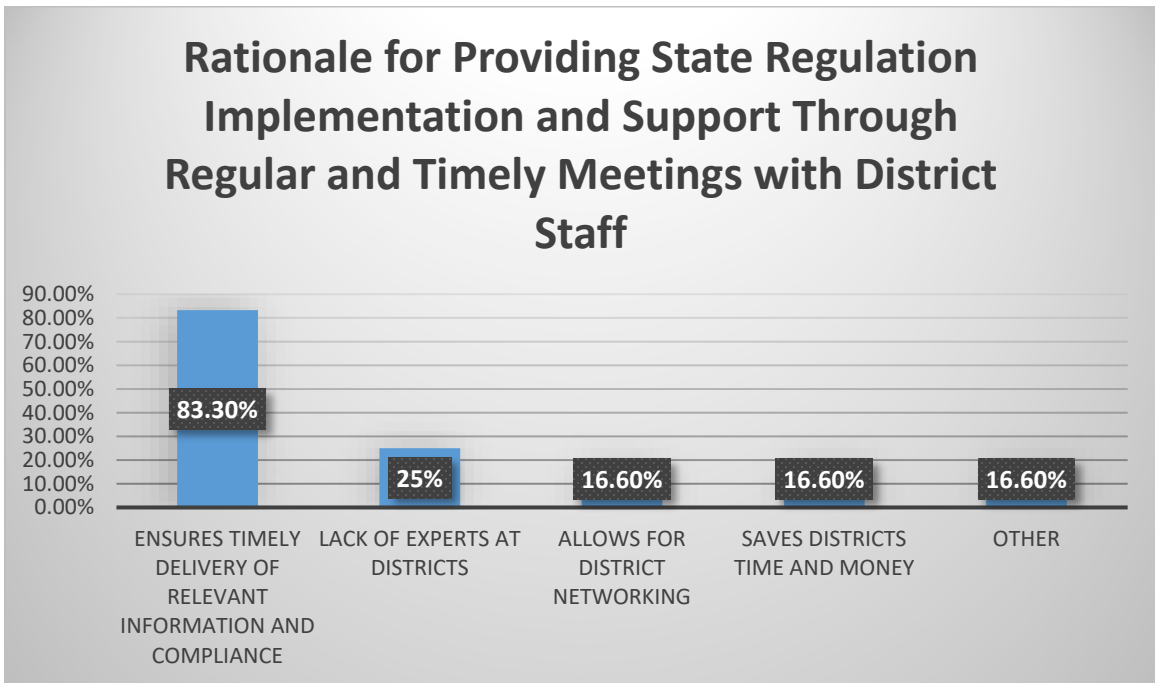 Rationale for Providing State Regulation
Implementation and Support Through
Regular and Timely Meetings with District
Staff
90.00%
80.00%
70.00%
60.00%
50.00%
40.00%
30.00%
20.00%
10.00%
0.00%
83.30%
25%
16.60%
16.60%
16.60%
ENSURES TIMELY
DELIVERY OF
RELEVANT
INFORMATION AND
COMPLIANCE
LACK OF EXPERTS AT
DISTRICTS
ALLOWS FOR
DISTRICT
NETWORKING
SAVES DISTRICTS
TIME AND MONEY
OTHER